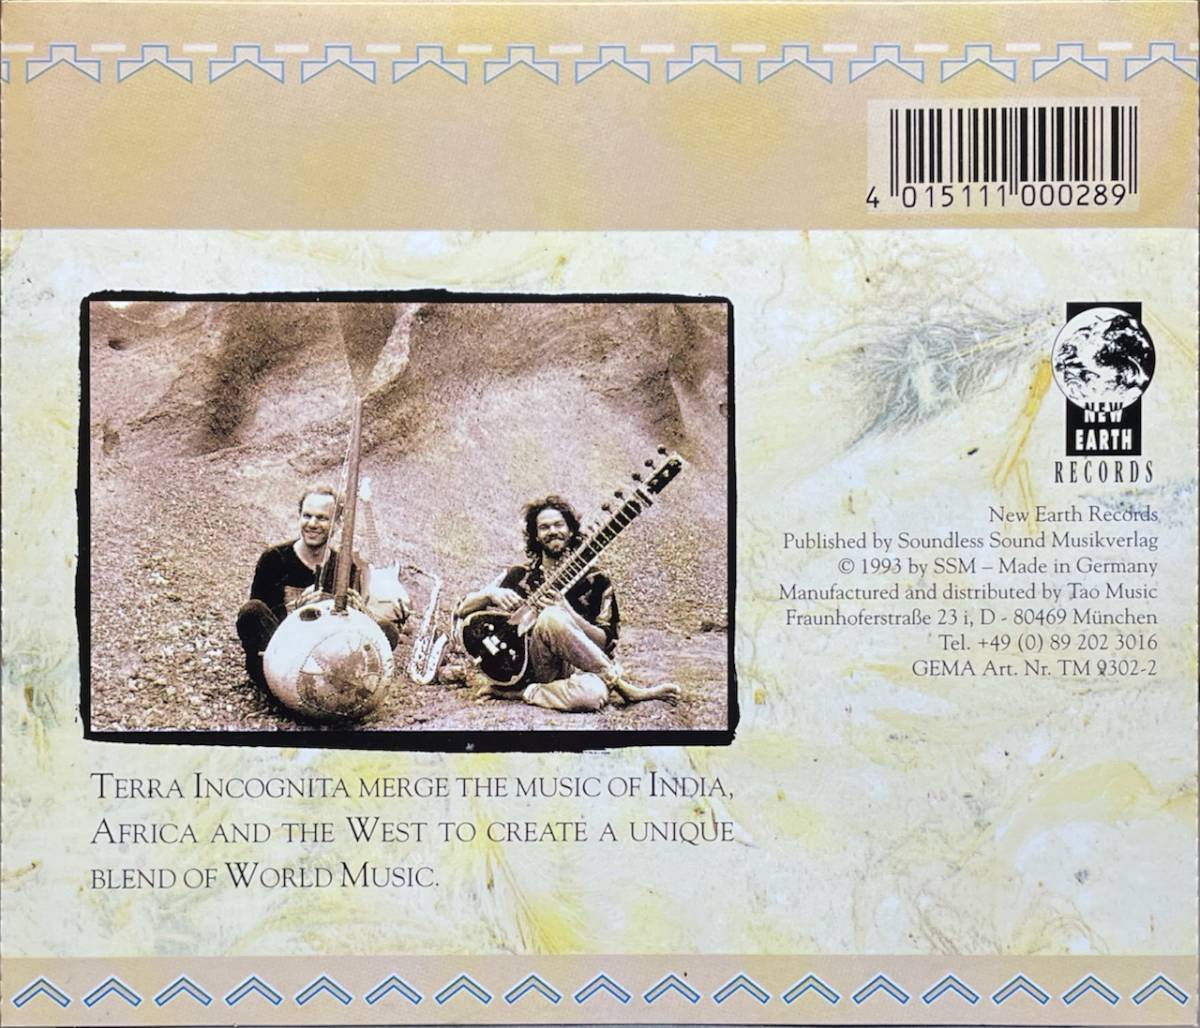 4 015111 000289
NEW
EARTH
RECORDS
New Earth Records
Published by Soundless Sound Musikverlag
© 1993 by SSM – Made in Germany
Manufactured and distributed by Tao Music
Fraunhoferstraße 23 i, D - 80469 München
Tel. +49 (0) 89 202 3016
GEMA Art. Nr. TM 9302-2
TERRA INCOGNITA MERGE THE MUSIC OF INDIA,
AFRICA AND THE WEST TO CREATE A UNIQUE
BLEND OF WORLD MUSIC.